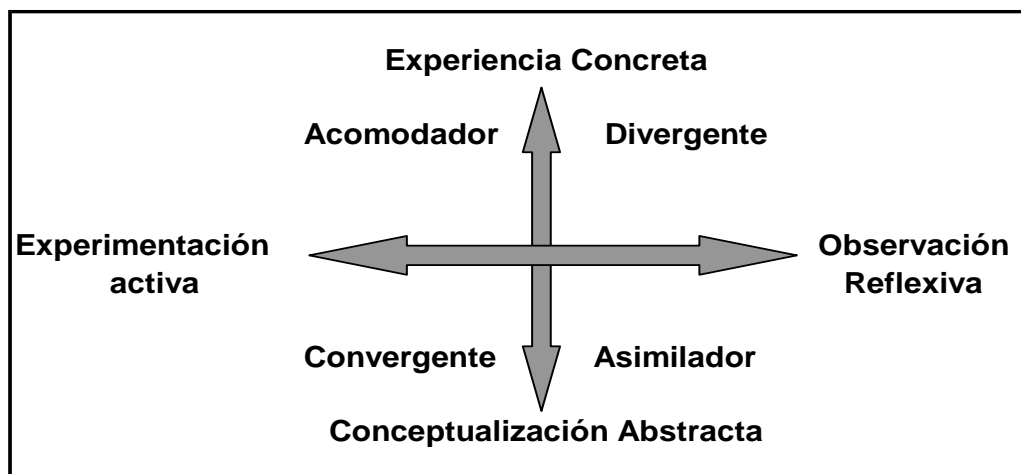 Experiencia Concreta
Acomodador
Divergente
Experimentación
activa
Observación
Reflexiva
Convergente
Asimilador
Conceptualización Abstracta